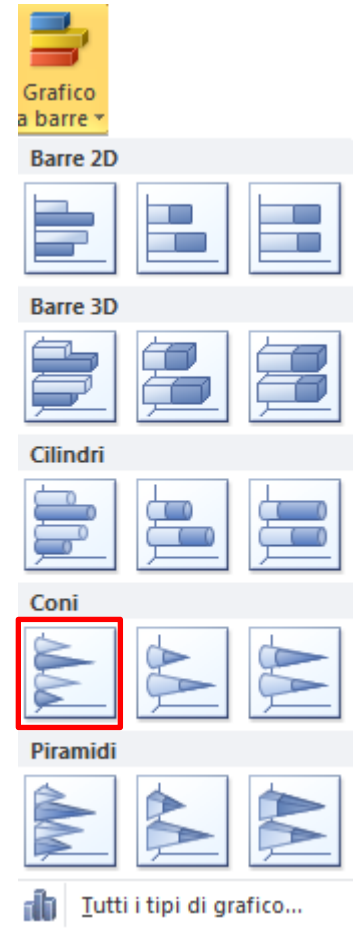 Grafico
a barre
Barre 2D
Barre 3D
Cilindri
Coni
Piramidi
Tutti i tipi di grafico...